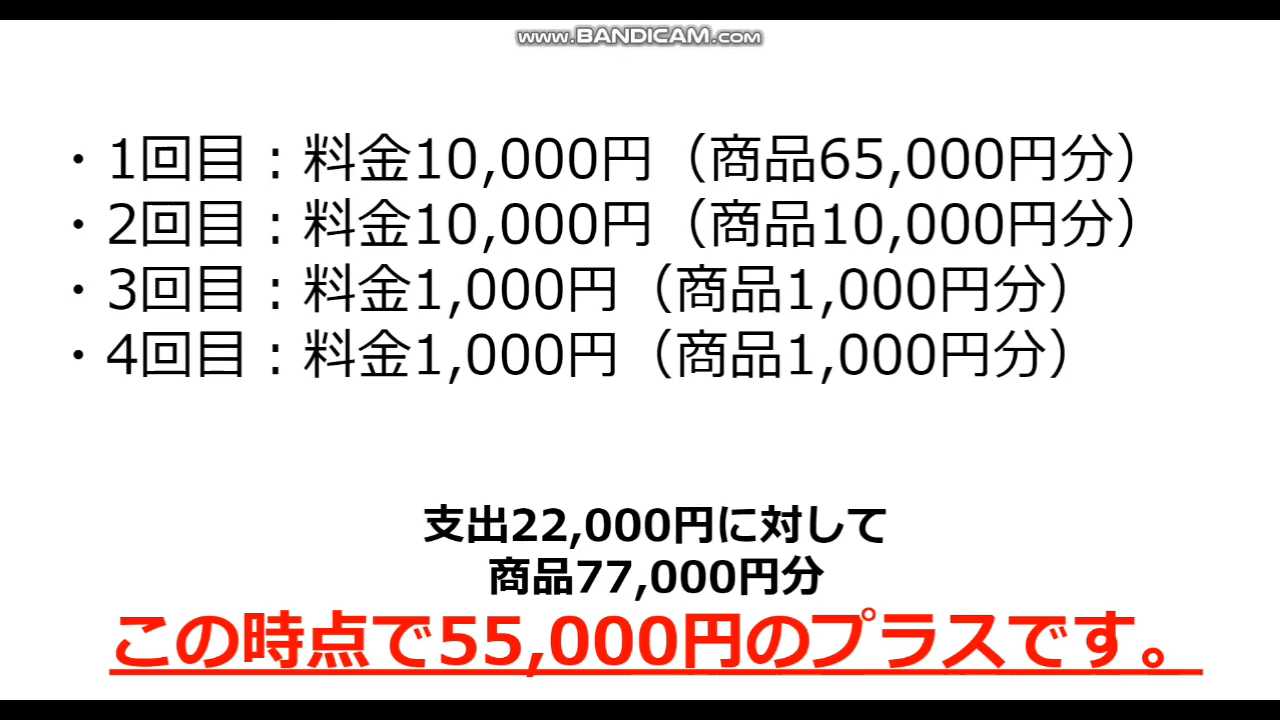 www.BANDICAM.com
・1回目：料金10,000円（商品65,000円分）
・2回目：料金10,000円（商品10,000円分）
・3回目：料金1,000円（商品1,000円分）
・4回目：料金1,000円（商品1,000円分）
支出22,000円に対して
商品77,000円分
この時点で55,000円のプラスです。